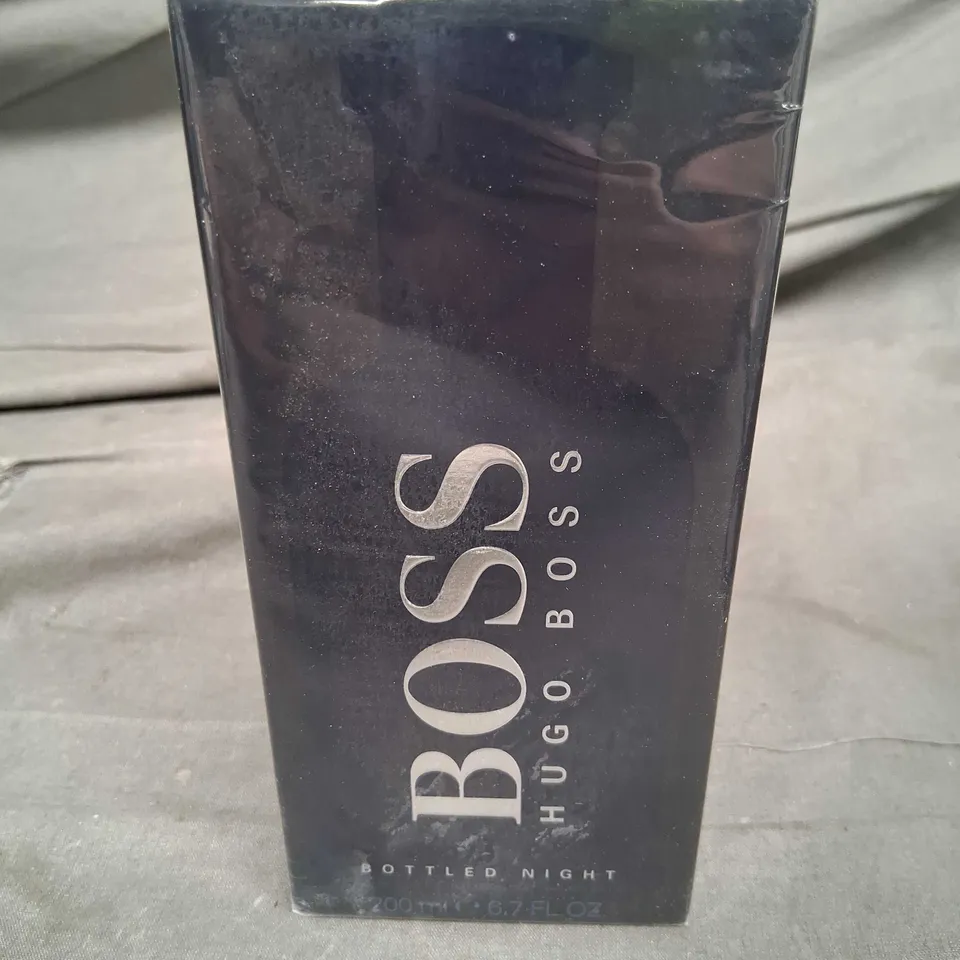 BOSS
HUGO BOSS
BOTTLED NIGHT
200 ml • 6.7 FL OZ